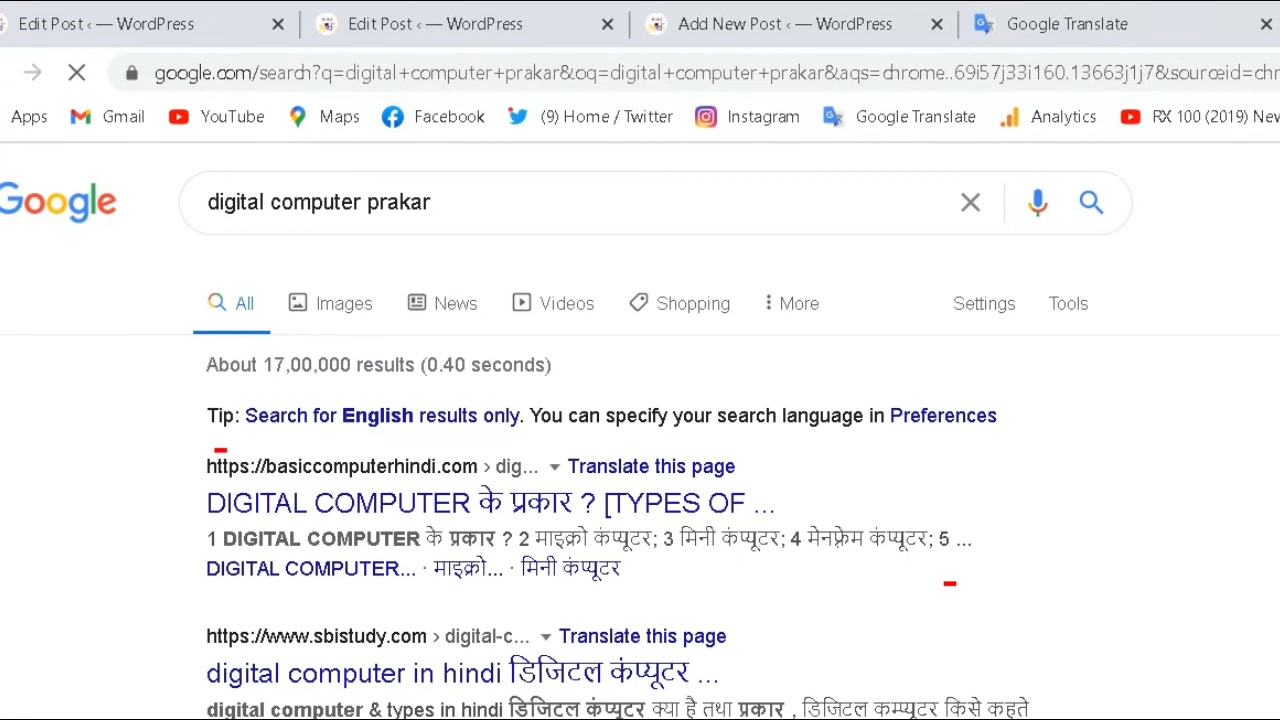 Edit Post ‹ — WordPress Edit Post ‹ — WordPress Add New Post ‹ — WordPress Google Translate
google.com/search?q=digital+computer+prakar&oq=digital+computer+prakar&aqs=chrome..69i57j33i160.13663j1j7&sourceid=chr
Apps Gmail YouTube Maps Facebook (9) Home / Twitter Instagram Google Translate Analytics RX 100 (2019) New
Google digital computer prakar
All Images News Videos Shopping More Settings Tools
About 17,00,000 results (0.40 seconds)
Tip: Search for English results only. You can specify your search language in Preferences
https://basiccomputerhindi.com › dig... Translate this page
DIGITAL COMPUTER के प्रकार ? [TYPES OF ...
1 DIGITAL COMPUTER के प्रकार ? 2 माइक्रो कंप्यूटर; 3 मिनी कंप्यूटर; 4 मेनफ़्रेम कंप्यूटर; 5 ...
DIGITAL COMPUTER... · माइक्रो... · मिनी कंप्यूटर
https://www.sbistudy.com › digital-c... Translate this page
digital computer in hindi डिजिटल कंप्यूटर ...
digital computer & types in hindi डिजिटल कंप्यूटर क्या है तथा प्रकार , डिजिटल कम्प्यूटर किसे कहते